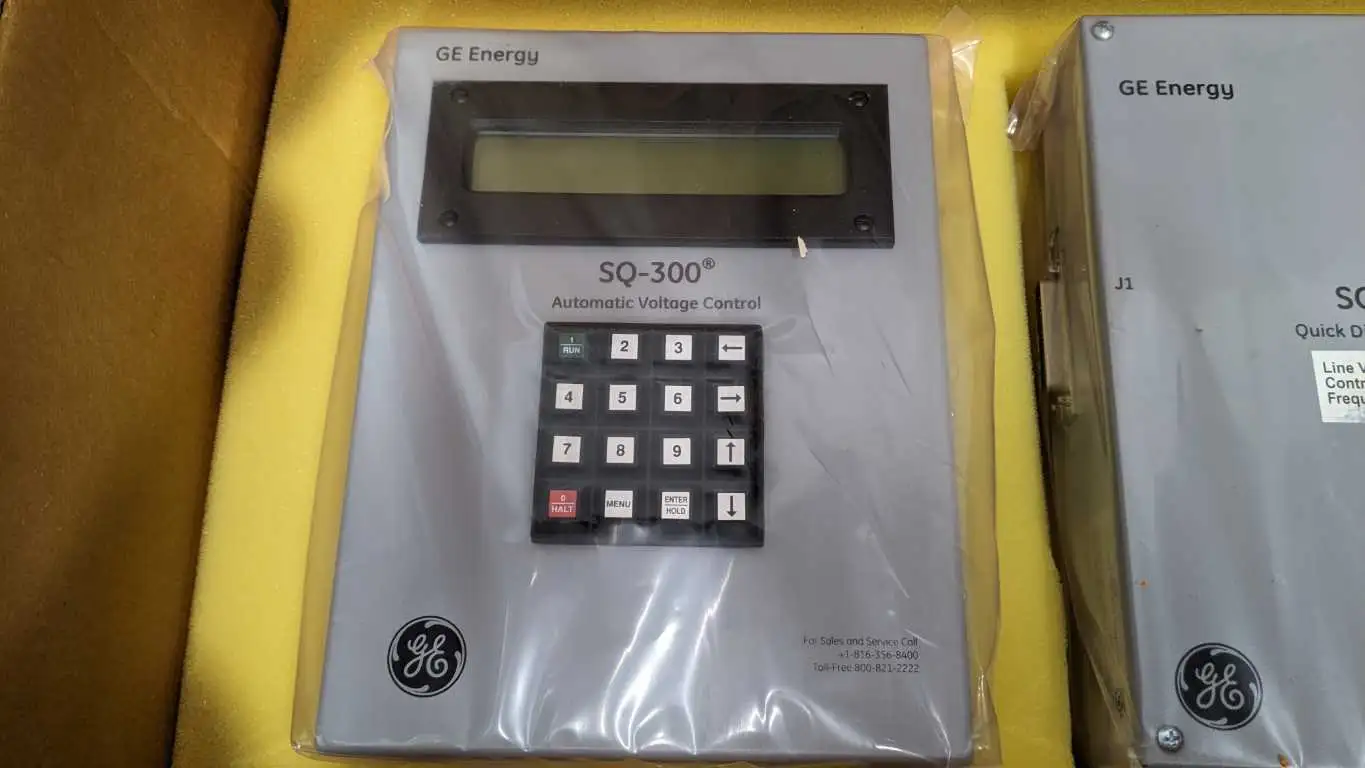 GE Energy
SQ-300®
Automatic Voltage Control
1
RUN
2
3
←
4
5
6
→
7
8
9
↑
0
HALT
MENU
ENTER
HOLD
↓
GE
For Sales and Service Call
+1-816-356-8400
Toll-Free 800-821-2222
GE Energy
J1
Quick
Line
GE